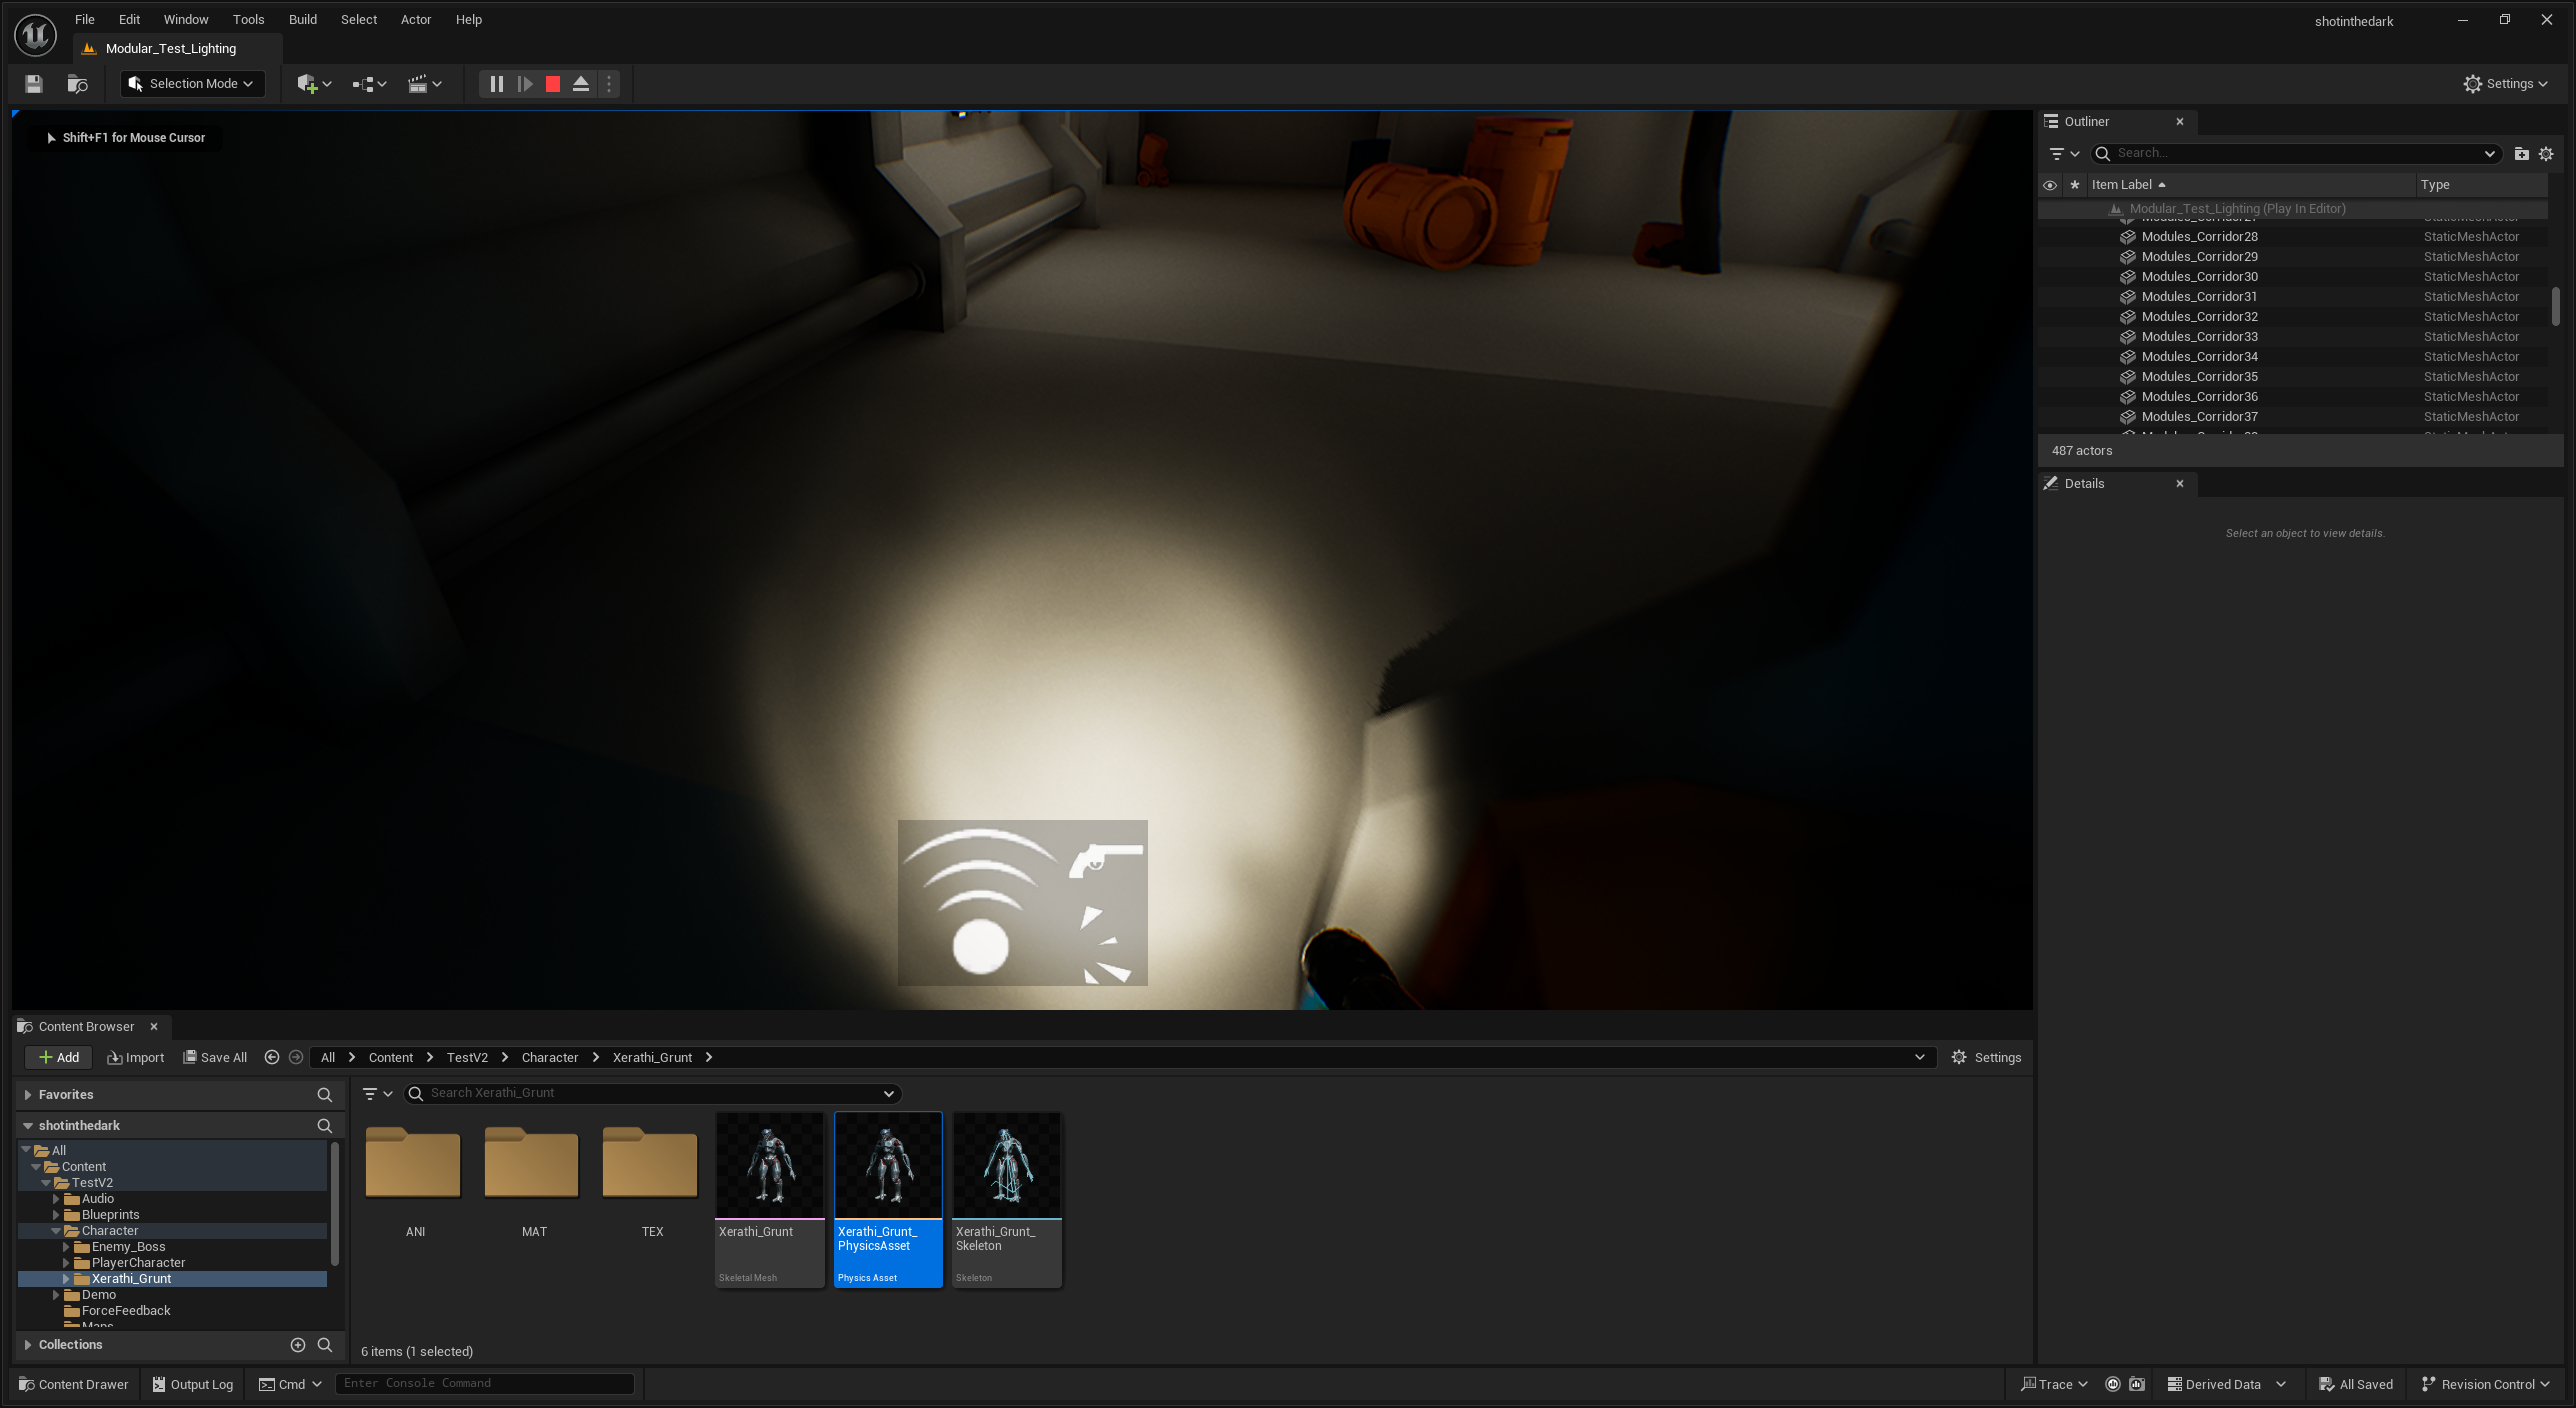 File Edit Window Tools Build Select Actor Help
shotinthedark
Modular_Test_Lighting
Selection Mode
Settings
Shift+F1 for Mouse Cursor
Outliner
Search...
Item Label Type
Modular_Test_Lighting (Play In Editor)
Modules_Corridor28 StaticMeshActor
Modules_Corridor29 StaticMeshActor
Modules_Corridor30 StaticMeshActor
Modules_Corridor31 StaticMeshActor
Modules_Corridor32 StaticMeshActor
Modules_Corridor33 StaticMeshActor
Modules_Corridor34 StaticMeshActor
Modules_Corridor35 StaticMeshActor
Modules_Corridor36 StaticMeshActor
Modules_Corridor37 StaticMeshActor
487 actors
Details
Select an object to view details.
Content Browser
Add Import Save All All Content TestV2 Character Xerathi_Grunt Settings
Favorites
Search Xerathi_Grunt
shotinthedark
All
Content
TestV2
Audio
Blueprints
Character
Enemy_Boss
PlayerCharacter
Xerathi_Grunt
Demo
ForceFeedback
Maps
Collections
ANI
MAT
TEX
Xerathi_Grunt
Skeletal Mesh
Xerathi_Grunt_
PhysicsAsset
Physics Asset
Xerathi_Grunt_
Skeleton
Skeleton
6 items (1 selected)
Content Drawer Output Log Cmd Enter Console Command Trace Derived Data All Saved Revision Control